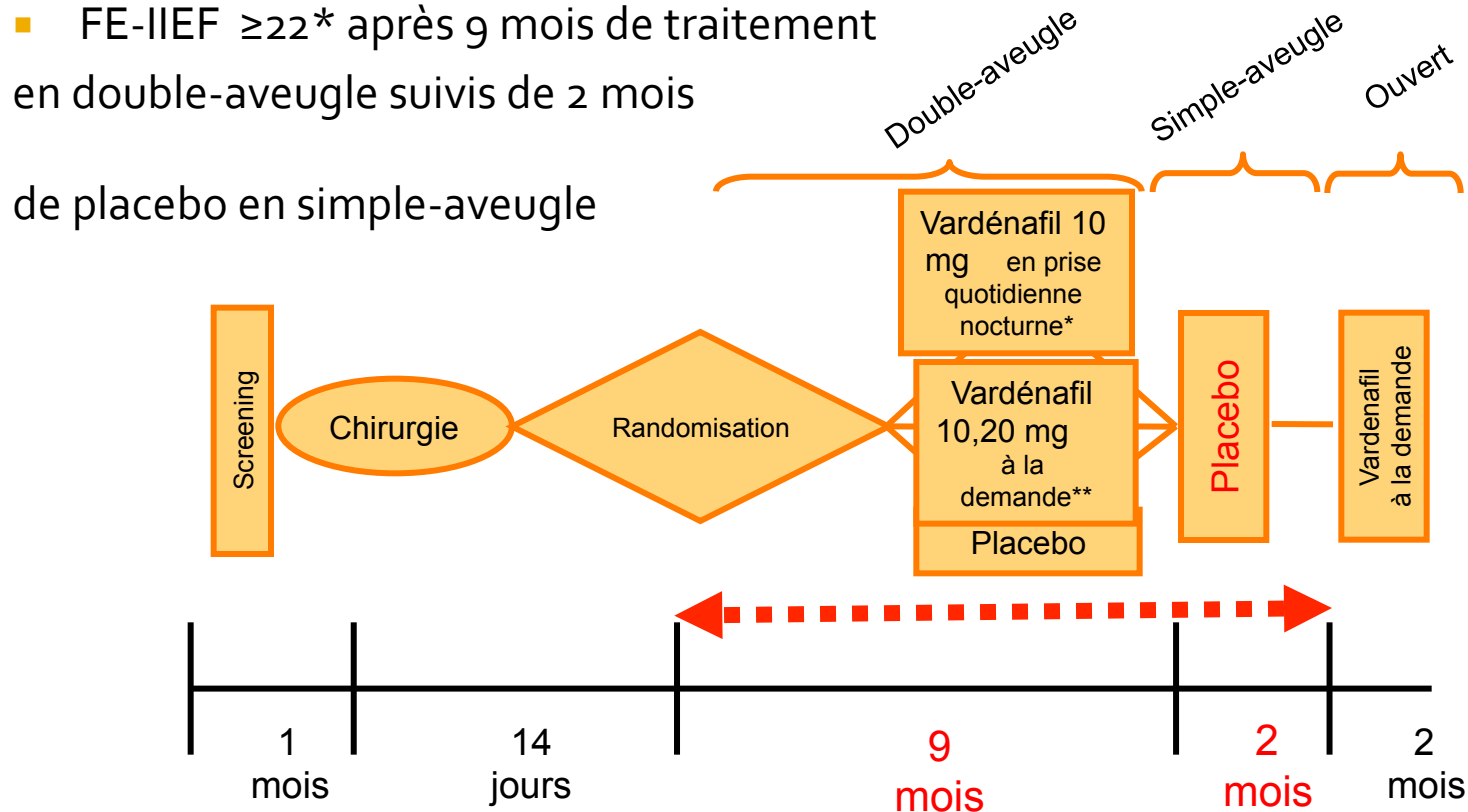 ▪ FE-IIEF ≥22* après 9 mois de traitement
en double-aveugle suivis de 2 mois
de placebo en simple-aveugle
Double-aveugle
Simple-aveugle
Ouvert
Screening
Chirurgie
Randomisation
Vardénafil 10
mg en prise
quotidienne
nocturne*
Vardénafil
10,20 mg
à la
demande**
Placebo
Placebo
Vardenafil
à la demande
1
mois
14
jours
9
mois
2
mois
2
mois